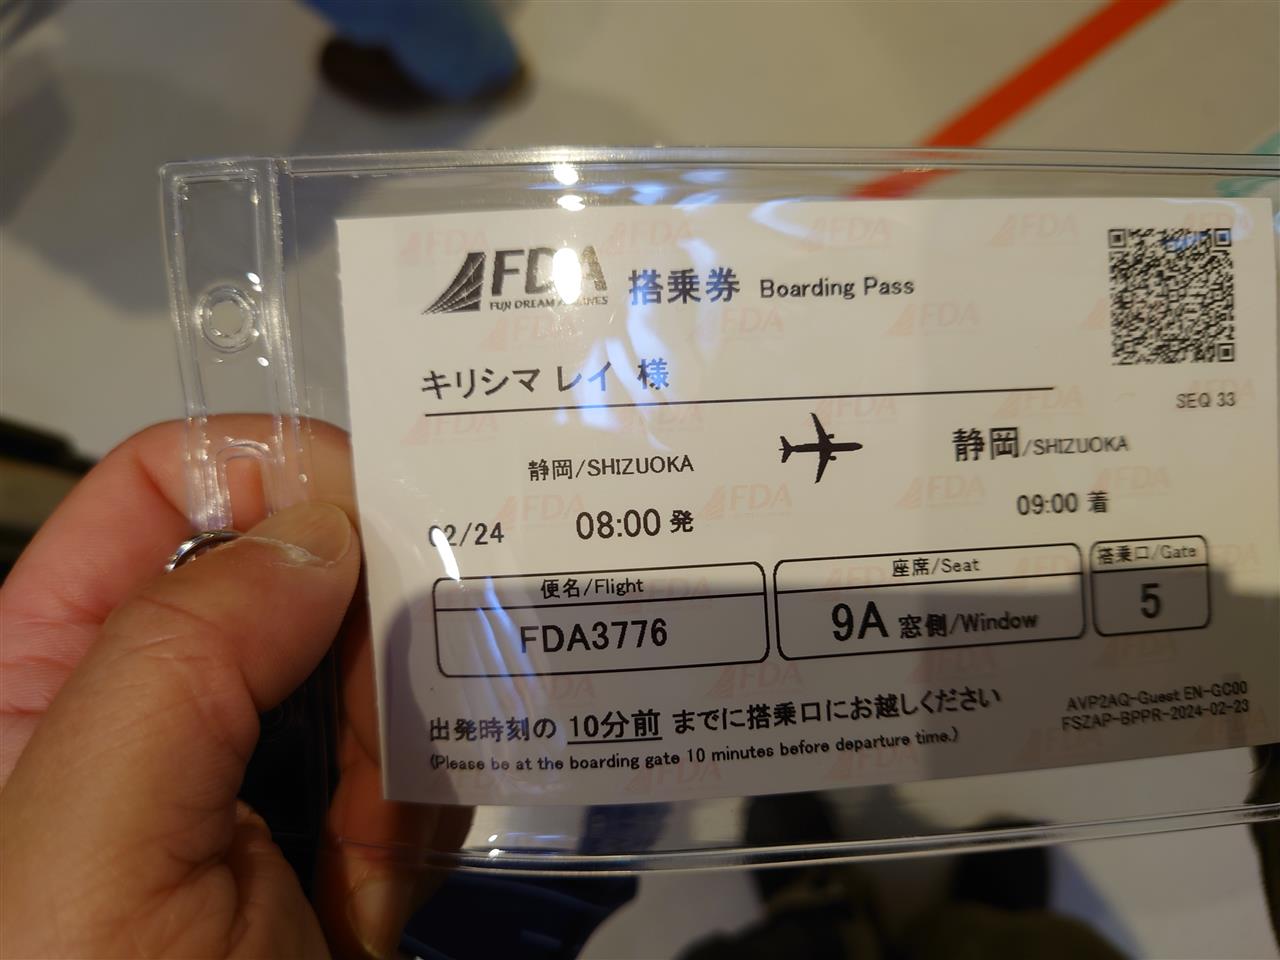 FDA 搭乗券 Boarding Pass
FUJI DREAM AIRLINES
キリシマ レイ 様
SEQ 33
静岡/SHIZUOKA
静岡/SHIZUOKA
02/24 08:00 発
09:00 着
便名/Flight
FDA3776
座席/Seat
9A 窓側/Window
搭乗口/Gate
5
出発時刻の 10分前 までに搭乗口にお越しください
(Please be at the boarding gate 10 minutes before departure time.)
AVP2AQ-Guest EN-GC00
FSZAP-BPPR-2024-02-23